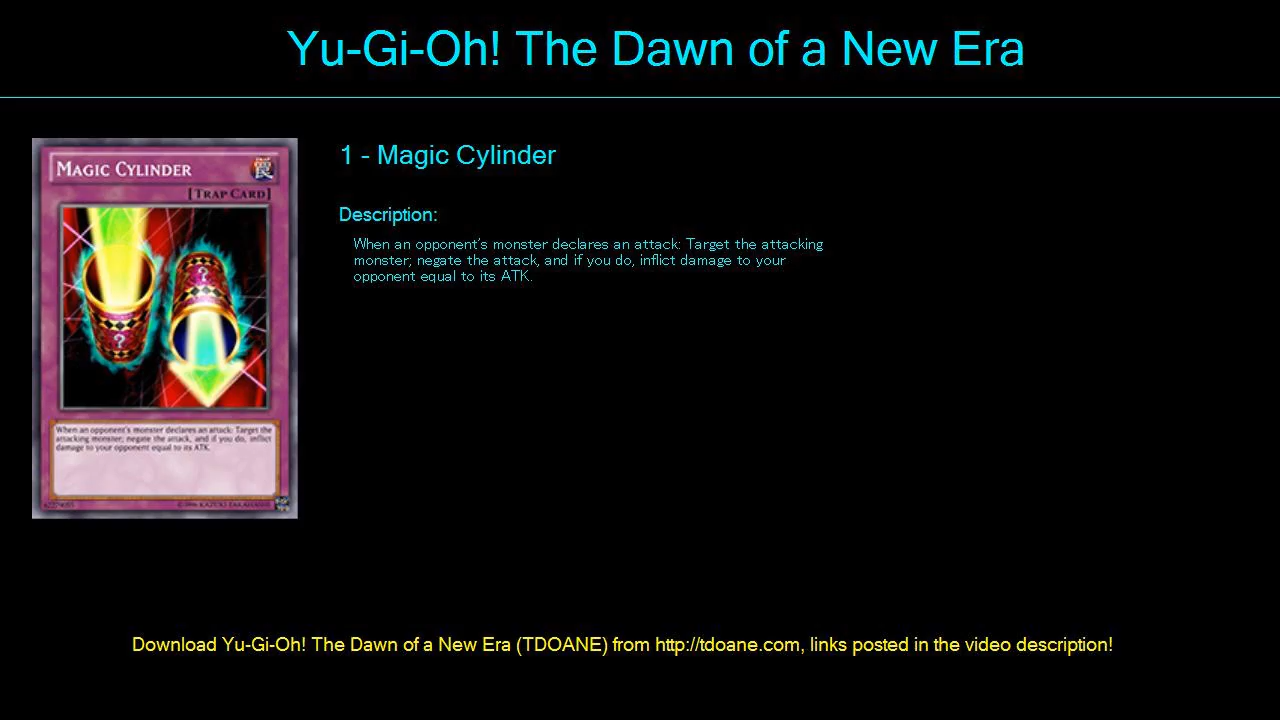 Yu-Gi-Oh! The Dawn of a New Era
MAGIC CYLINDER
[TRAP CARD]
?
?
When an opponent's monster declares an attack: Target the
attacking monster; negate the attack, and if you do, inflict
damage to your opponent equal to its ATK.
©1996 KAZUKI TAKAHASHI
1 - Magic Cylinder
Description:
When an opponent's monster declares an attack: Target the attacking
monster; negate the attack, and if you do, inflict damage to your
opponent equal to its ATK.
Download Yu-Gi-Oh! The Dawn of a New Era (TDOANE) from http://tdoane.com, links posted in the video description!